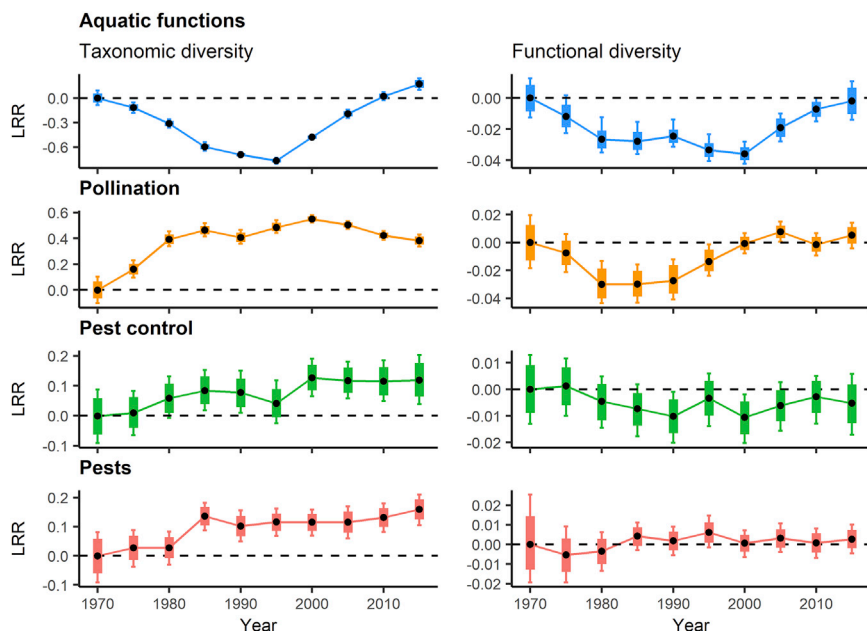 Aquatic functions
Taxonomic diversity
Functional diversity
LRR
0.0
-0.3
-0.6
0.00
-0.02
-0.04
Pollination
LRR
0.6
0.4
0.2
0.0
0.02
0.00
-0.02
-0.04
Pest control
LRR
0.2
0.1
0.0
-0.1
0.01
0.00
-0.01
-0.02
Pests
LRR
0.2
0.1
0.0
-0.1
0.02
0.01
0.00
-0.01
-0.02
1970 1980 1990 2000 2010
1970 1980 1990 2000 2010
Year
Year